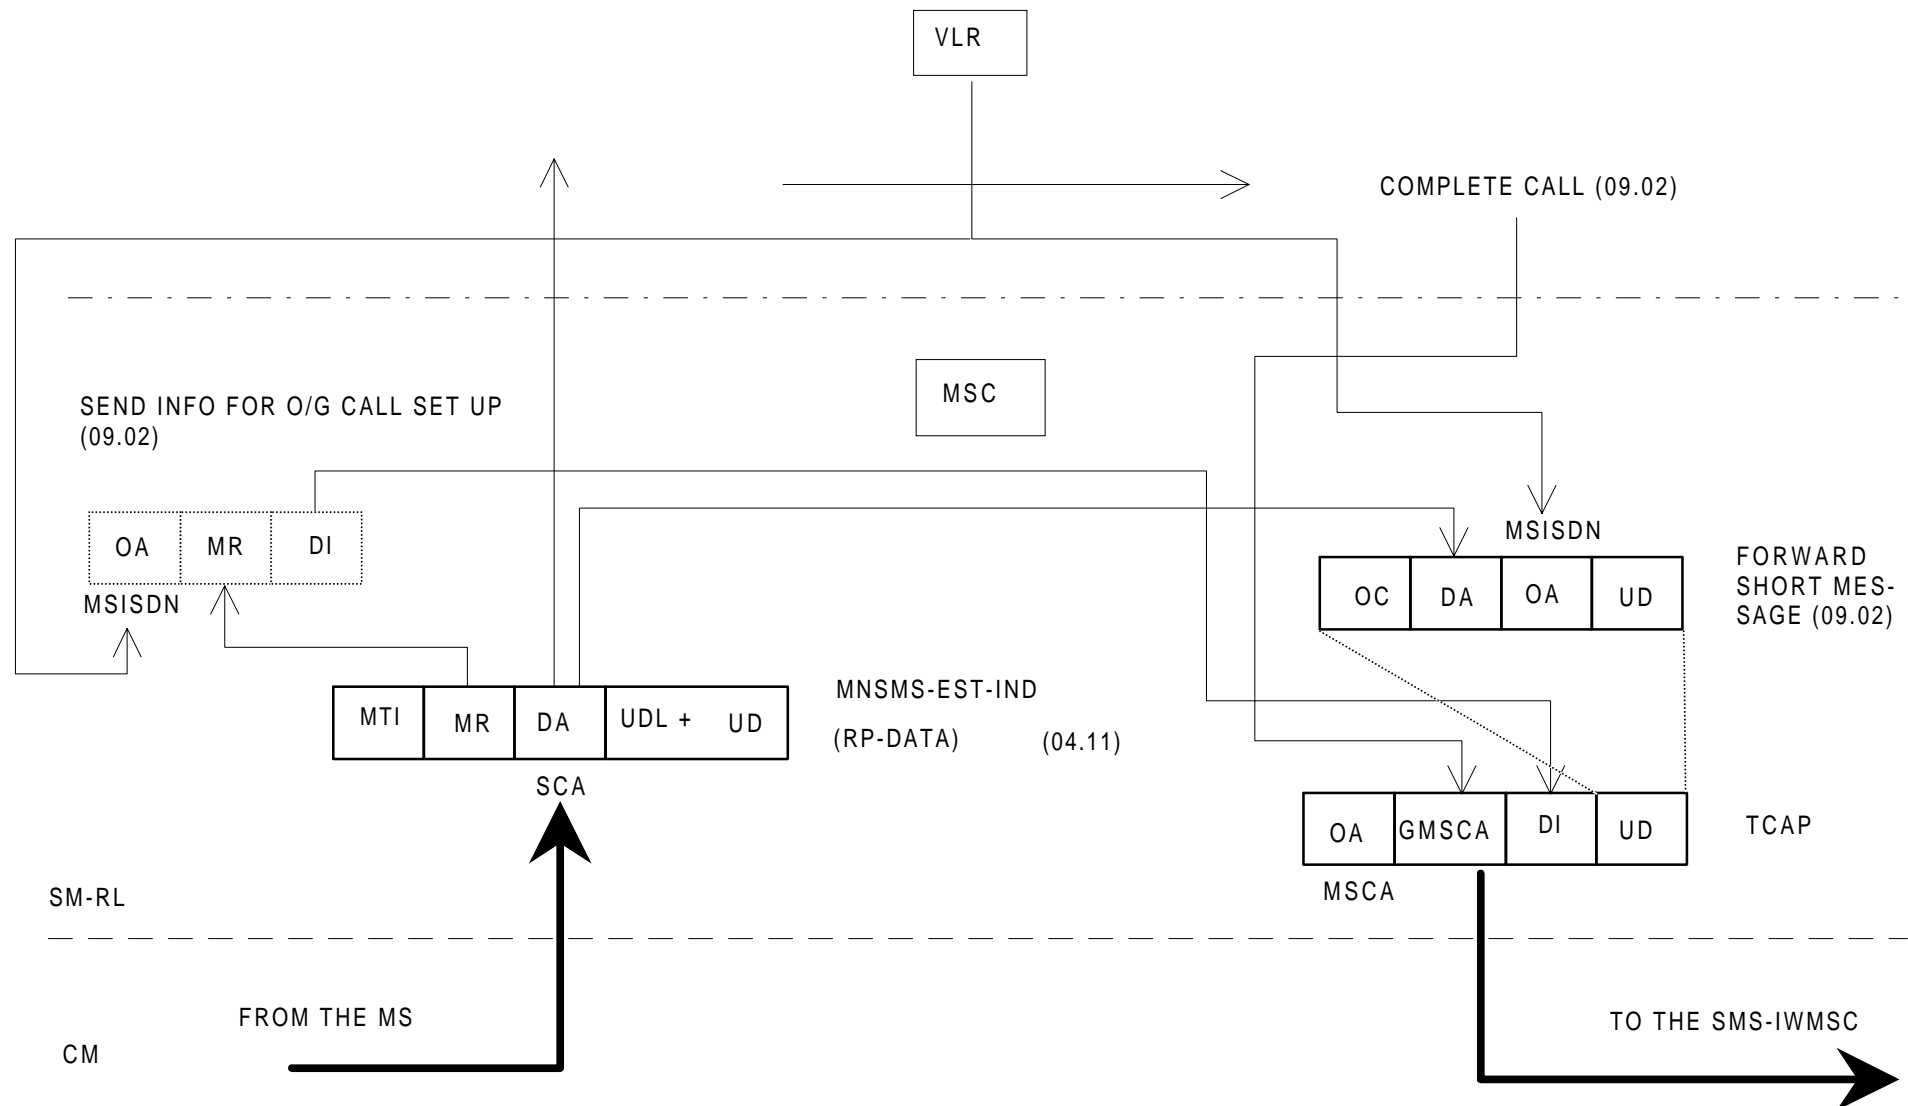 VLR
COMPLETE CALL (09.02)
MSC
SEND INFO FOR O/G CALL SET UP
(09.02)
OA MR DI
MSISDN
MSISDN
OC DA OA UD
FORWARD
SHORT MES-
SAGE (09.02)
MTI MR DA UDL + UD
MNSMS-EST-IND
(RP-DATA) (04.11)
SCA
OA GMSCA DI UD
TCAP
MSCA
SM-RL
FROM THE MS
TO THE SMS-IWMSC
CM